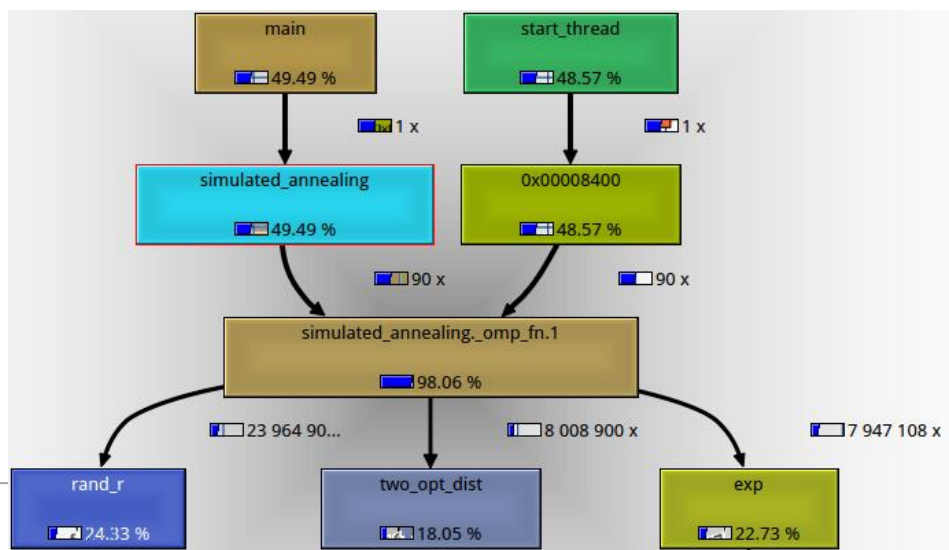 main
start_thread
49.49 %
48.57 %
1 x
1 x
simulated_annealing
0x00008400
49.49 %
48.57 %
90 x
90 x
simulated_annealing._omp_fn.1
98.06 %
23 964 90...
8 008 900 x
7 947 108 x
rand_r
two_opt_dist
exp
24.33 %
18.05 %
22.73 %